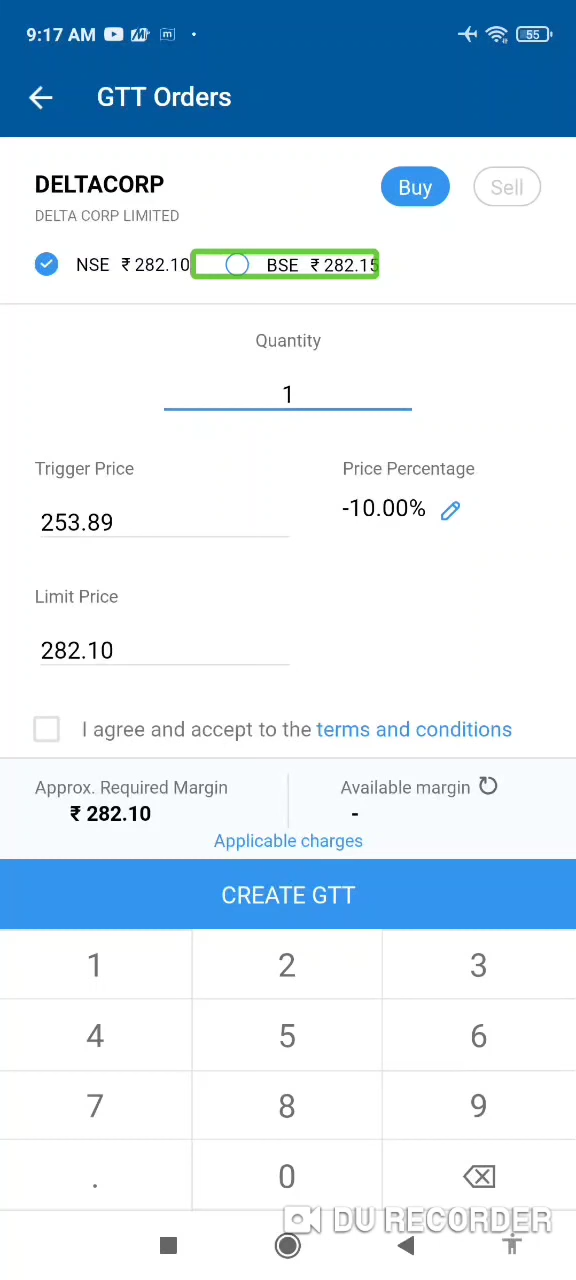 9:17 AM
55
GTT Orders
DELTACORP
Buy
Sell
DELTA CORP LIMITED
NSE ₹ 282.10
BSE ₹ 282.15
Quantity
1
Trigger Price
Price Percentage
253.89
-10.00%
Limit Price
282.10
I agree and accept to the terms and conditions
Approx. Required Margin
Available margin
₹ 282.10
-
Applicable charges
CREATE GTT
1 2 3
4 5 6
7 8 9
. 0
DU RECORDER